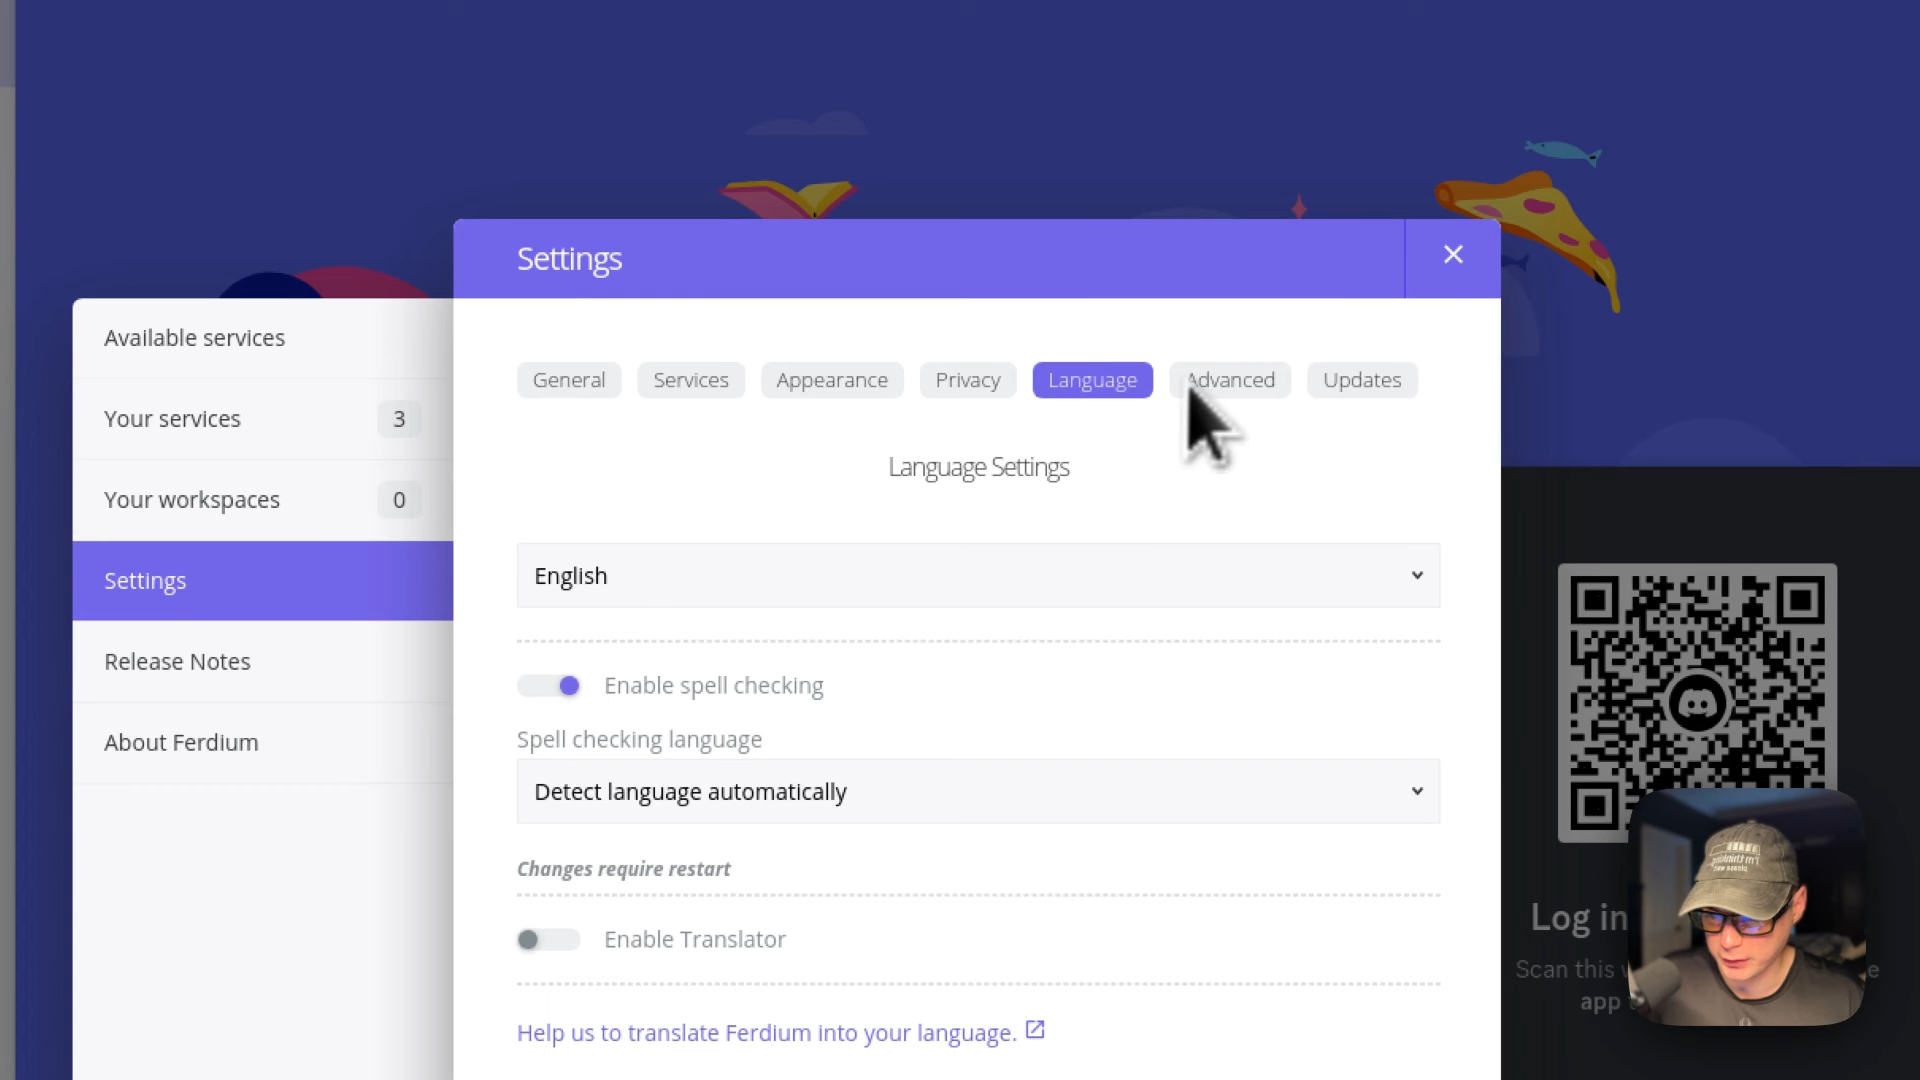 Settings
Available services
Your services 3
Your workspaces 0
Settings
Release Notes
About Ferdium
General Services Appearance Privacy Language Advanced Updates
Language Settings
English
Enable spell checking
Spell checking language
Detect language automatically
Changes require restart
Enable Translator
Help us to translate Ferdium into your language.
Log in
Scan this
app